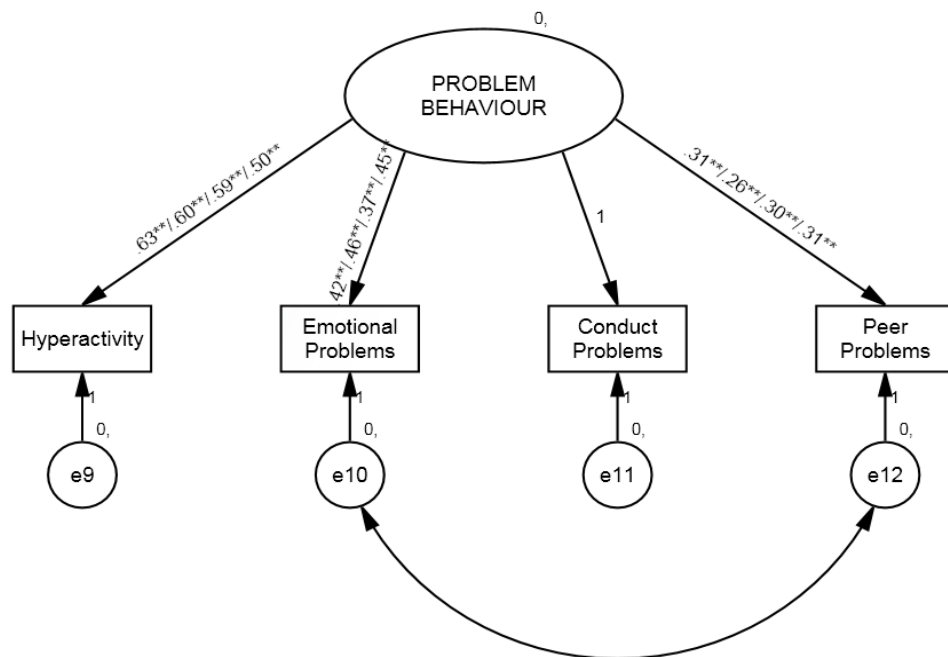 0,
PROBLEM
BEHAVIOUR
.63**/.60**/.59**/.50**
.42**/.46**/.37**/.45**
1
.31**/.26**/.30**/.31**
Hyperactivity
Emotional
Problems
Conduct
Problems
Peer
Problems
1
1
1
1
0,
0,
0,
0,
e9
e10
e11
e12